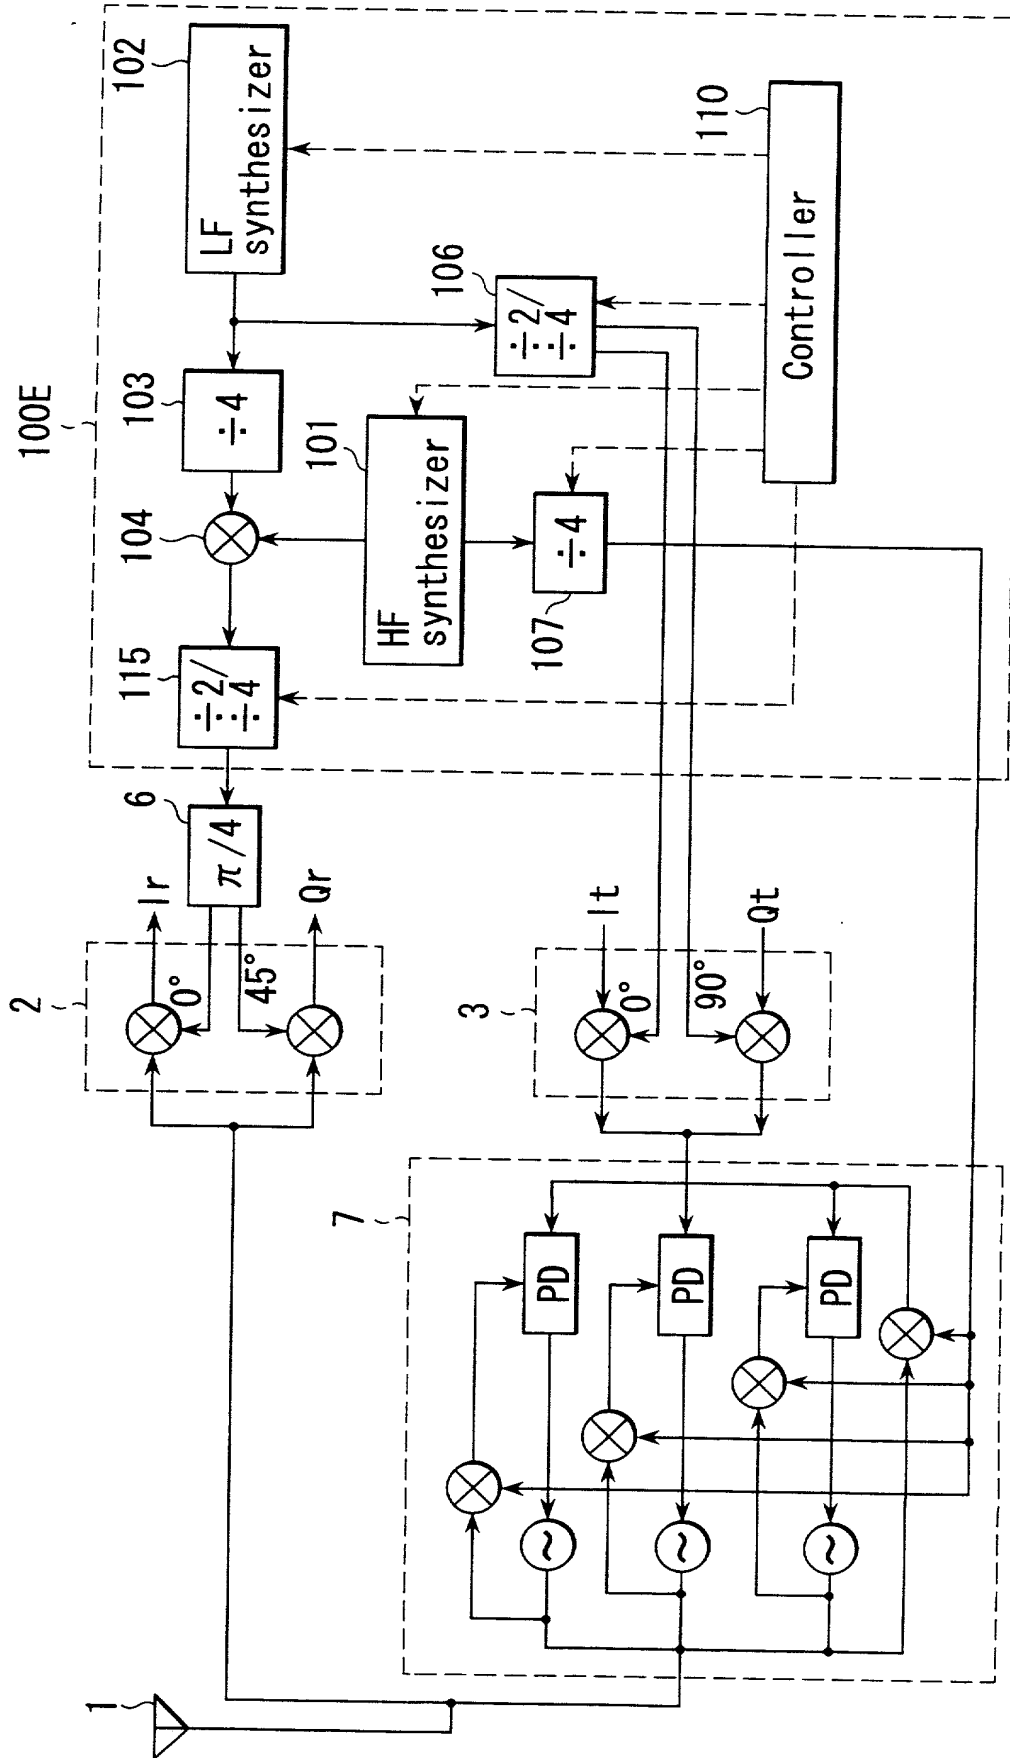 1
2
Ir
Qr
0°
45°
6
π/4
115
÷2/
÷4
104
103
÷4
100E
102
LF
synthesizer
101
HF
synthesizer
106
÷2/
÷4
107
÷4
110
Controller
3
It
Qt
0°
90°
7
PD
PD
PD